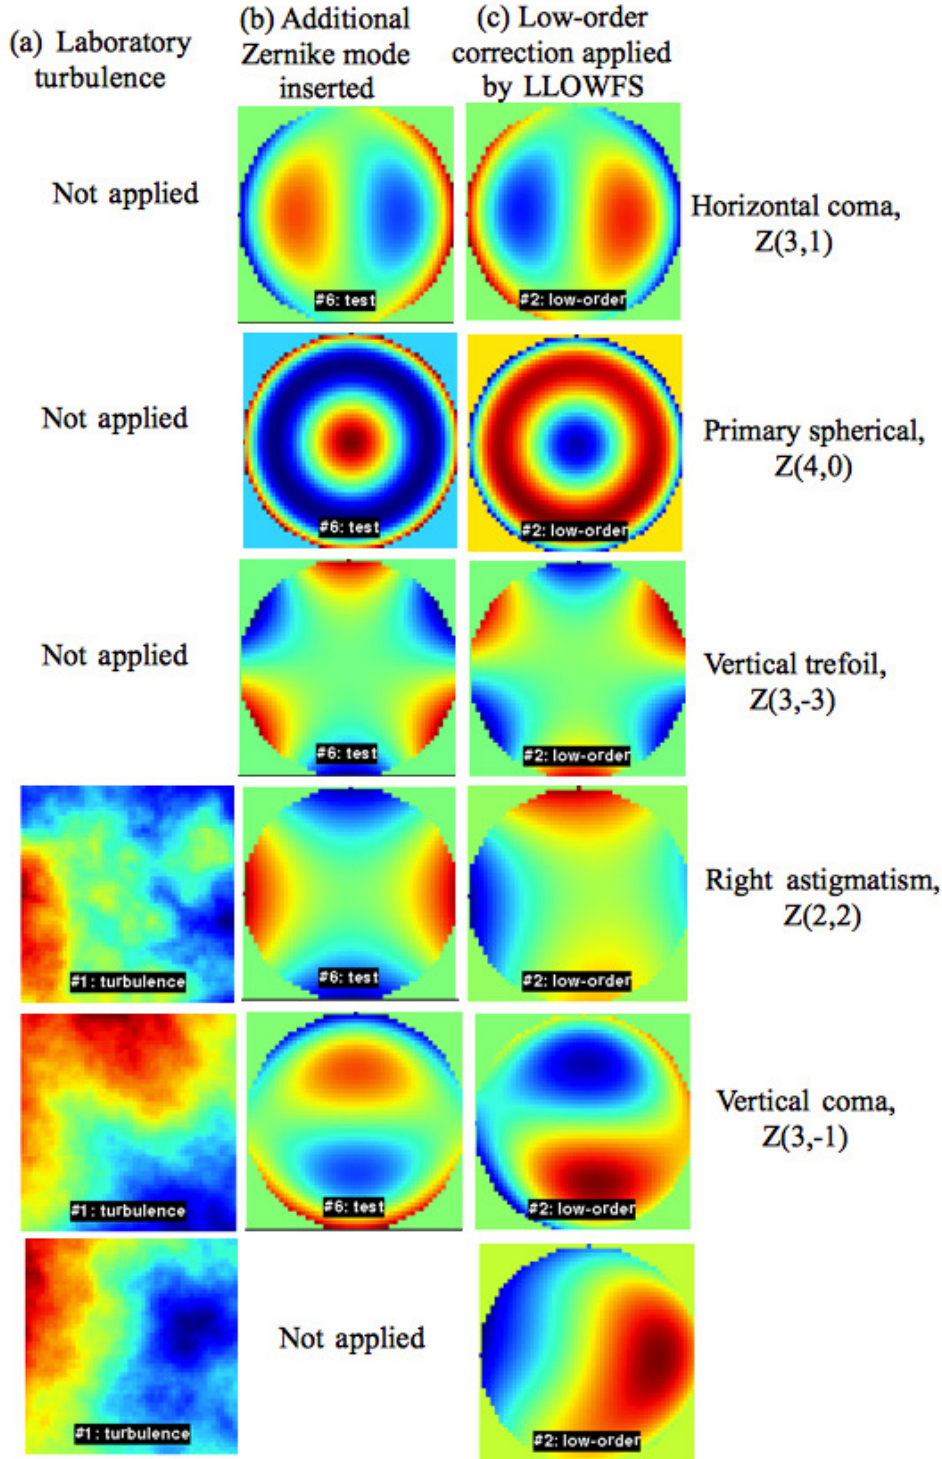 (a) Laboratory
turbulence
(b) Additional
Zernike mode
inserted
(c) Low-order
correction applied
by LLOWFS
Not applied
#6: test
#2: low-order
Horizontal coma,
Z(3,1)
Not applied
#6: test
#2: low-order
Primary spherical,
Z(4,0)
Not applied
#6: test
#2: low-order
Vertical trefoil,
Z(3,-3)
#1: turbulence
#6: test
#2: low-order
Right astigmatism,
Z(2,2)
#1: turbulence
#6: test
#2: low-order
Vertical coma,
Z(3,-1)
#1: turbulence
Not applied
#2: low-order